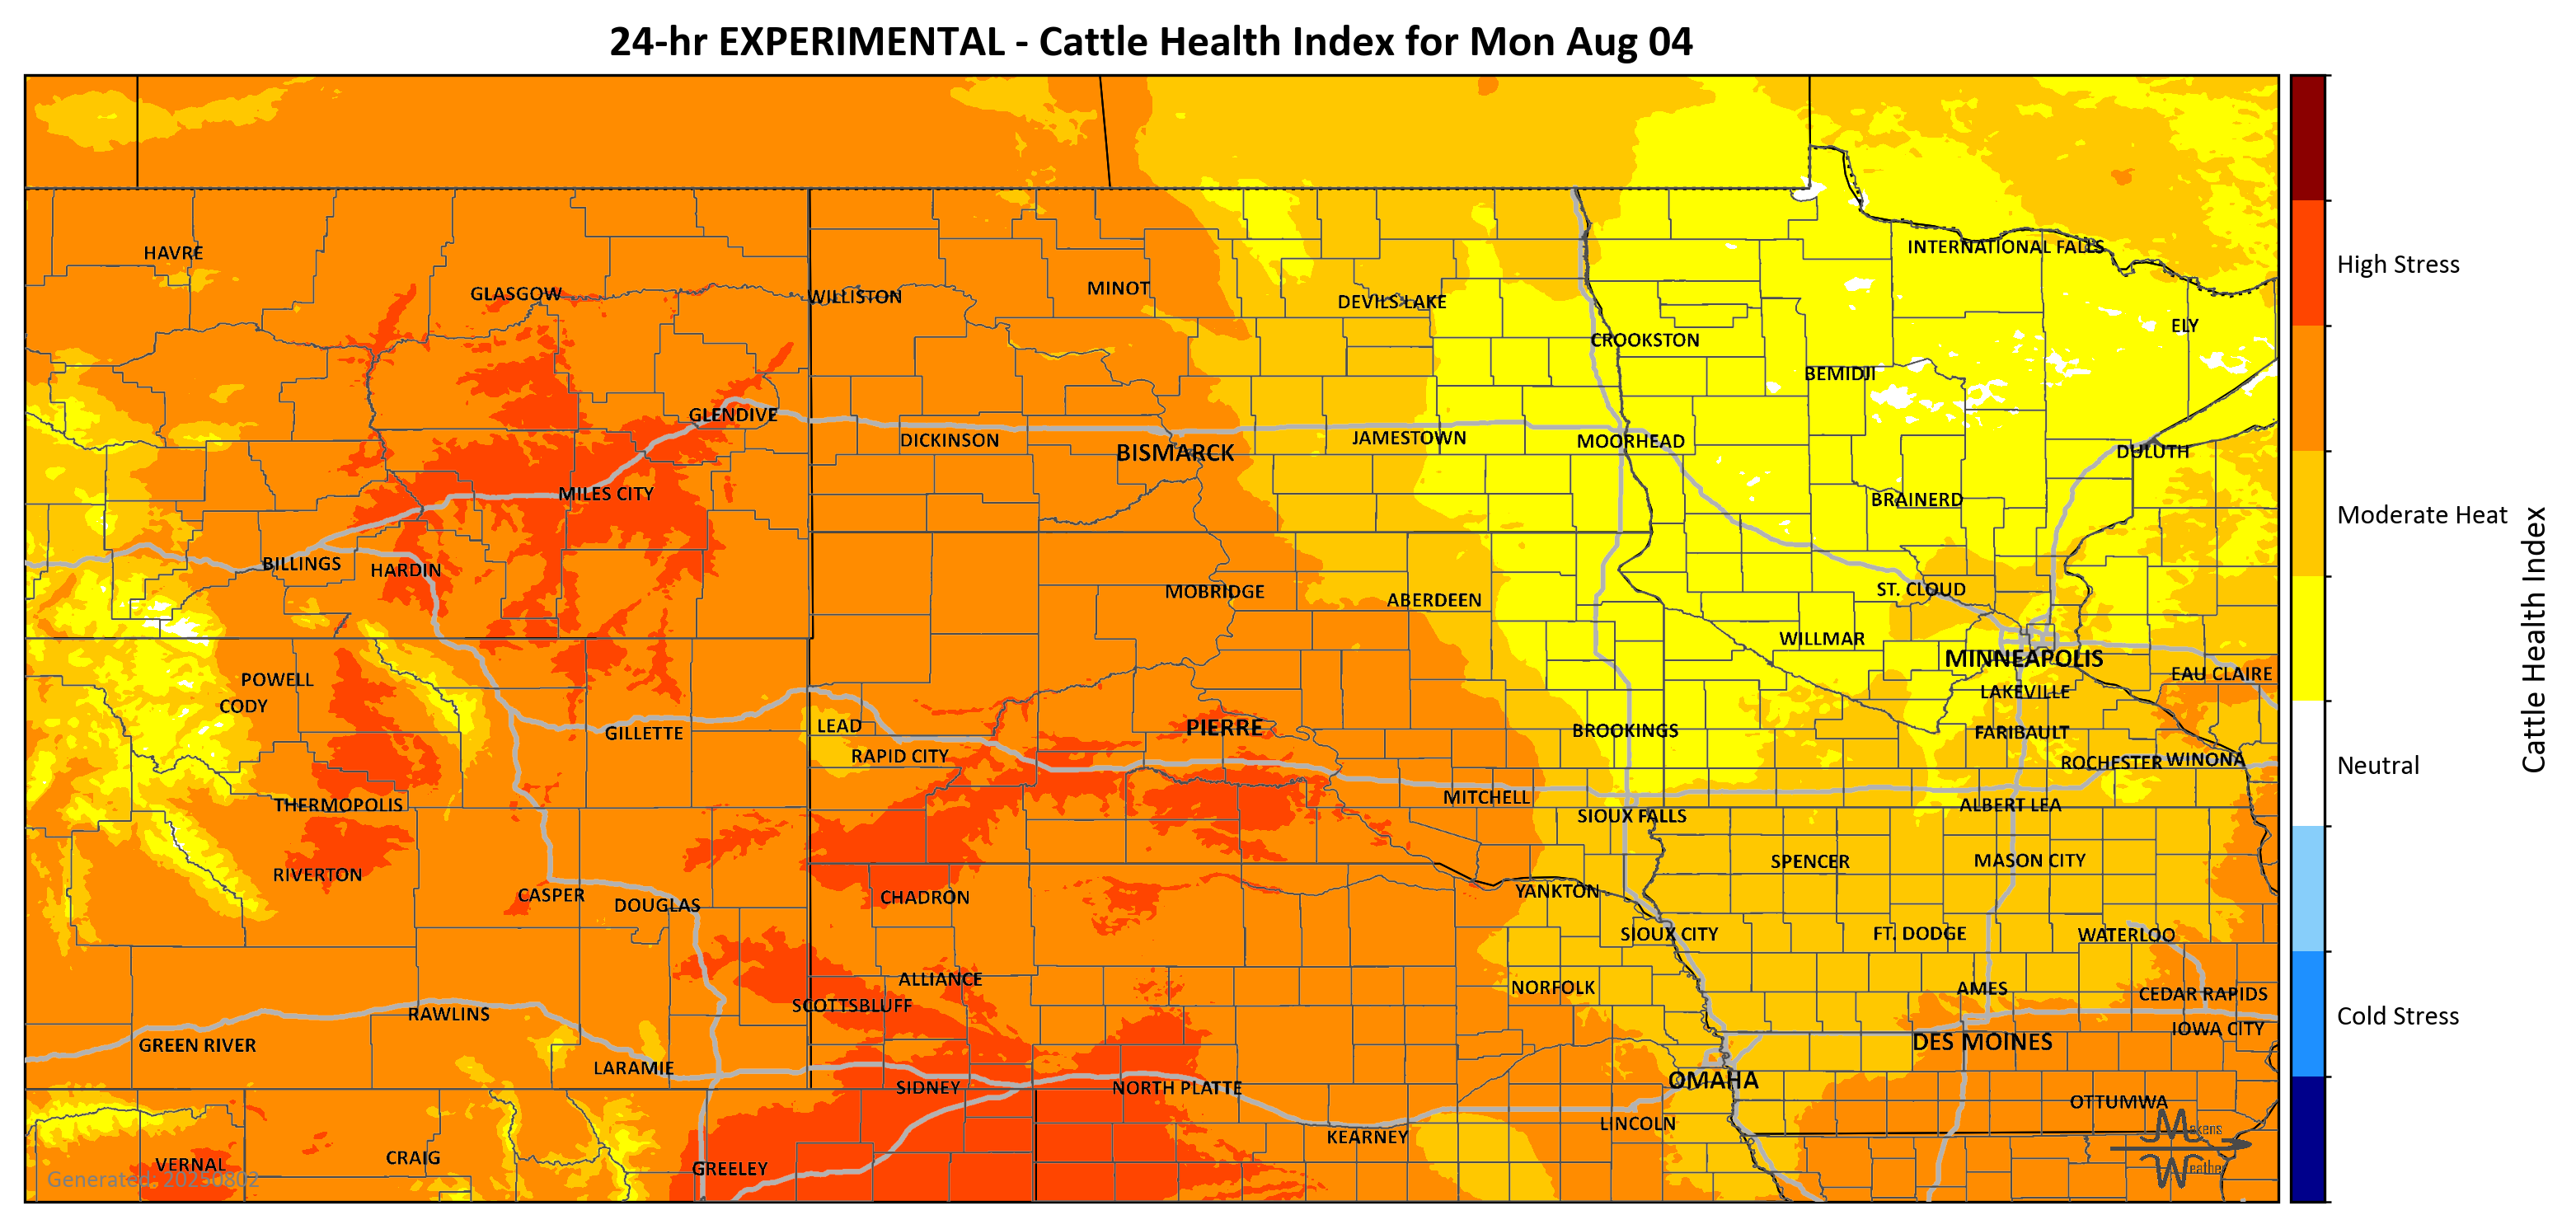 24-hr EXPERIMENTAL - Cattle Health Index for Mon Aug 04
HAVRE
INTERNATIONAL FALLS
GLASGOW
WILLISTON
MINOT
DEVILS LAKE
ELY
CROOKSTON
BEMIDJI
GLENDIVE
DICKINSON
BISMARCK
JAMESTOWN
MOORHEAD
DULUTH
MILES CITY
BRAINERD
BILLINGS
HARDIN
MOBRIDGE
ABERDEEN
ST. CLOUD
WILLMAR
MINNEAPOLIS
POWELL
EAU CLAIRE
CODY
LAKEVILLE
GILLETTE
LEAD
PIERRE
BROOKINGS
FARIBAULT
RAPID CITY
ROCHESTER
WINONA
THERMOPOLIS
MITCHELL
SIOUX FALLS
ALBERT LEA
RIVERTON
SPENCER
MASON CITY
CASPER
DOUGLAS
CHADRON
YANKTON
SIOUX CITY
FT. DODGE
WATERLOO
ALLIANCE
NORFOLK
AMES
CEDAR RAPIDS
SCOTTSBLUFF
RAWLINS
IOWA CITY
GREEN RIVER
DES MOINES
LARAMIE
SIDNEY
NORTH PLATTE
OMAHA
OTTUMWA
KEARNEY
LINCOLN
VERNAL
CRAIG
GREELEY
Generated: 20250802
Makens
Weather
High Stress
Moderate Heat
Neutral
Cold Stress
Cattle Health Index